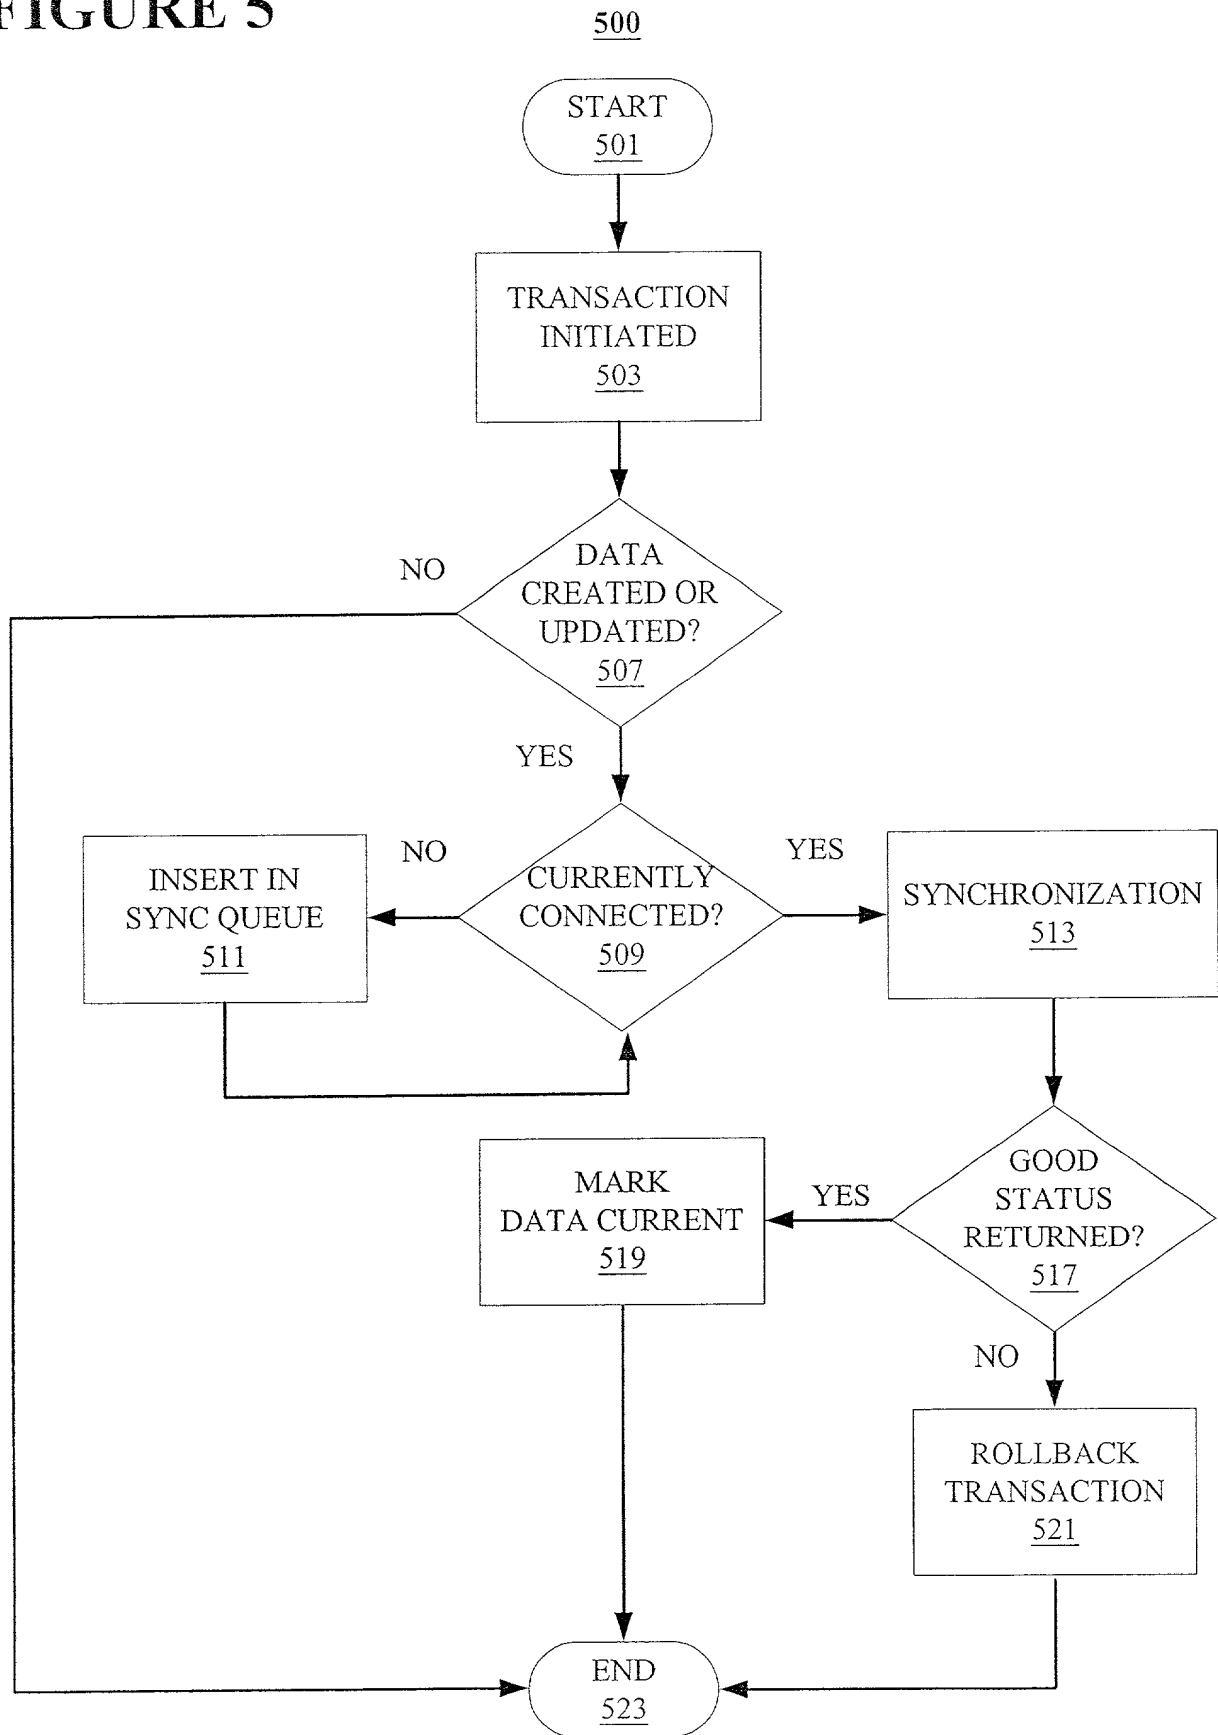 FIGURE 5
500
START
501
TRANSACTION
INITIATED
503
NO
DATA
CREATED OR
UPDATED?
507
YES
INSERT IN
SYNC QUEUE
511
NO
CURRENTLY
CONNECTED?
509
YES
SYNCHRONIZATION
513
MARK
DATA CURRENT
519
YES
GOOD
STATUS
RETURNED?
517
NO
ROLLBACK
TRANSACTION
521
END
523